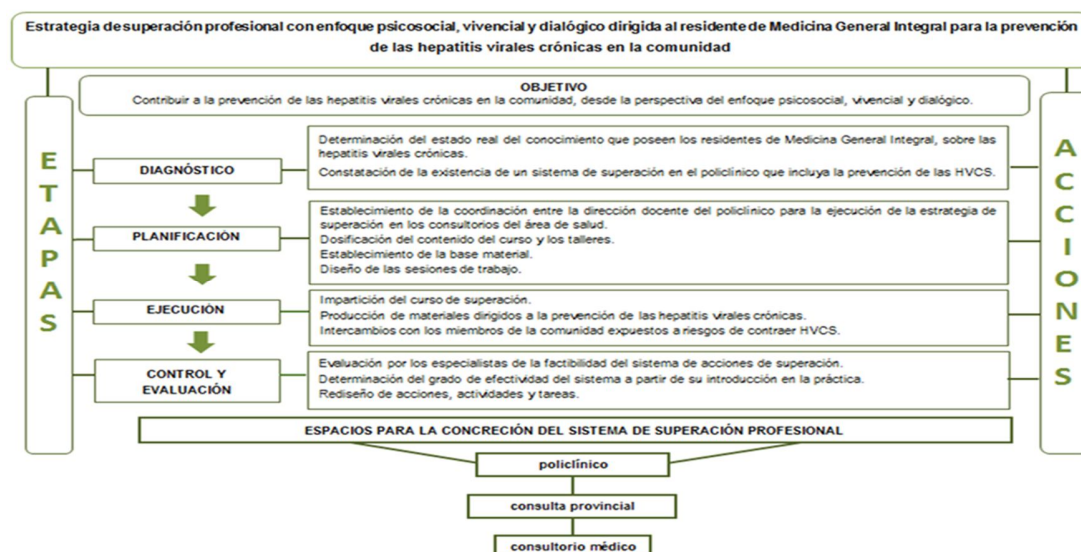 Estrategia de superación profesional con enfoque psicosocial, vivencial y dialógico dirigida al residente de Medicina General Integral para la prevención
de las hepatitis virales crónicas en la comunidad
OBJETIVO
Contribuir a la prevención de las hepatitis virales crónicas en la comunidad, desde la perspectiva del enfoque psicosocial, vivencial y dialógico.
ETAPAS
DIAGNÓSTICO
Determinación del estado real del conocimiento que poseen los residentes de Medicina General Integral, sobre las
hepatitis virales crónicas.
Constatación de la existencia de un sistema de superación en el policlínico que incluya la prevención de las HVCS.
PLANIFICACIÓN
Establecimiento de la coordinación entre la dirección docente del policlínico para la ejecución de la estrategia de
superación en los consultorios del área de salud.
Dosificación del contenido del curso y los talleres.
Establecimiento de la base material.
Diseño de las sesiones de trabajo.
EJECUCIÓN
Impartición del curso de superación.
Producción de materiales dirigidos a la prevención de las hepatitis virales crónicas.
Intercambios con los miembros de la comunidad expuestos a riesgos de contraer HVCS.
CONTROL Y
EVALUACIÓN
Evaluación por los especialistas de la factibilidad del sistema de acciones de superación.
Determinación del grado de efectividad del sistema a partir de su introducción en la práctica.
Rediseño de acciones, actividades y tareas.
ACCIONES
ESPACIOS PARA LA CONCRECIÓN DEL SISTEMA DE SUPERACIÓN PROFESIONAL
policlínico
consulta provincial
consultorio médico